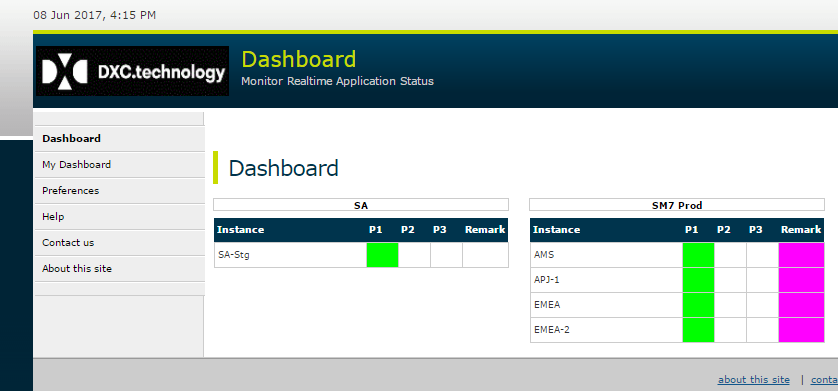 08 Jun 2017, 4:15 PM
DXC.technology
Dashboard
Monitor Realtime Application Status
Dashboard
My Dashboard
Preferences
Help
Contact us
About this site
Dashboard
SA
Instance P1 P2 P3 Remark
SA-Stg
SM7 Prod
Instance P1 P2 P3 Remark
AMS
APJ-1
EMEA
EMEA-2
about this site | conta